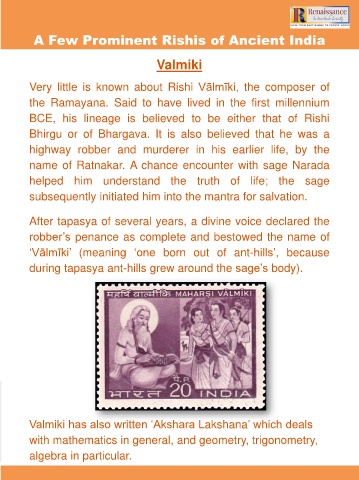 Renaissance
A Few Prominent Rishis of Ancient India
Valmiki
Very little is known about Rishi Vālmīki, the composer of
the Ramayana. Said to have lived in the first millennium
BCE, his lineage is believed to be either that of Rishi
Bhirgu or of Bhargava. It is also believed that he was a
highway robber and murderer in his earlier life, by the
name of Ratnakar. A chance encounter with sage Narada
helped him understand the truth of life; the sage
subsequently initiated him into the mantra for salvation.
After tapasya of several years, a divine voice declared the
robber's penance as complete and bestowed the name of
‘Vālmīki’ (meaning ‘one born out of ant-hills’, because
during tapasya ant-hills grew around the sage’s body).
महर्षि वाल्मीकि MAHARSI VALMIKI
भारत 20 INDIA
Valmiki has also written ‘Akshara Lakshana’ which deals
with mathematics in general, and geometry, trigonometry,
algebra in particular.